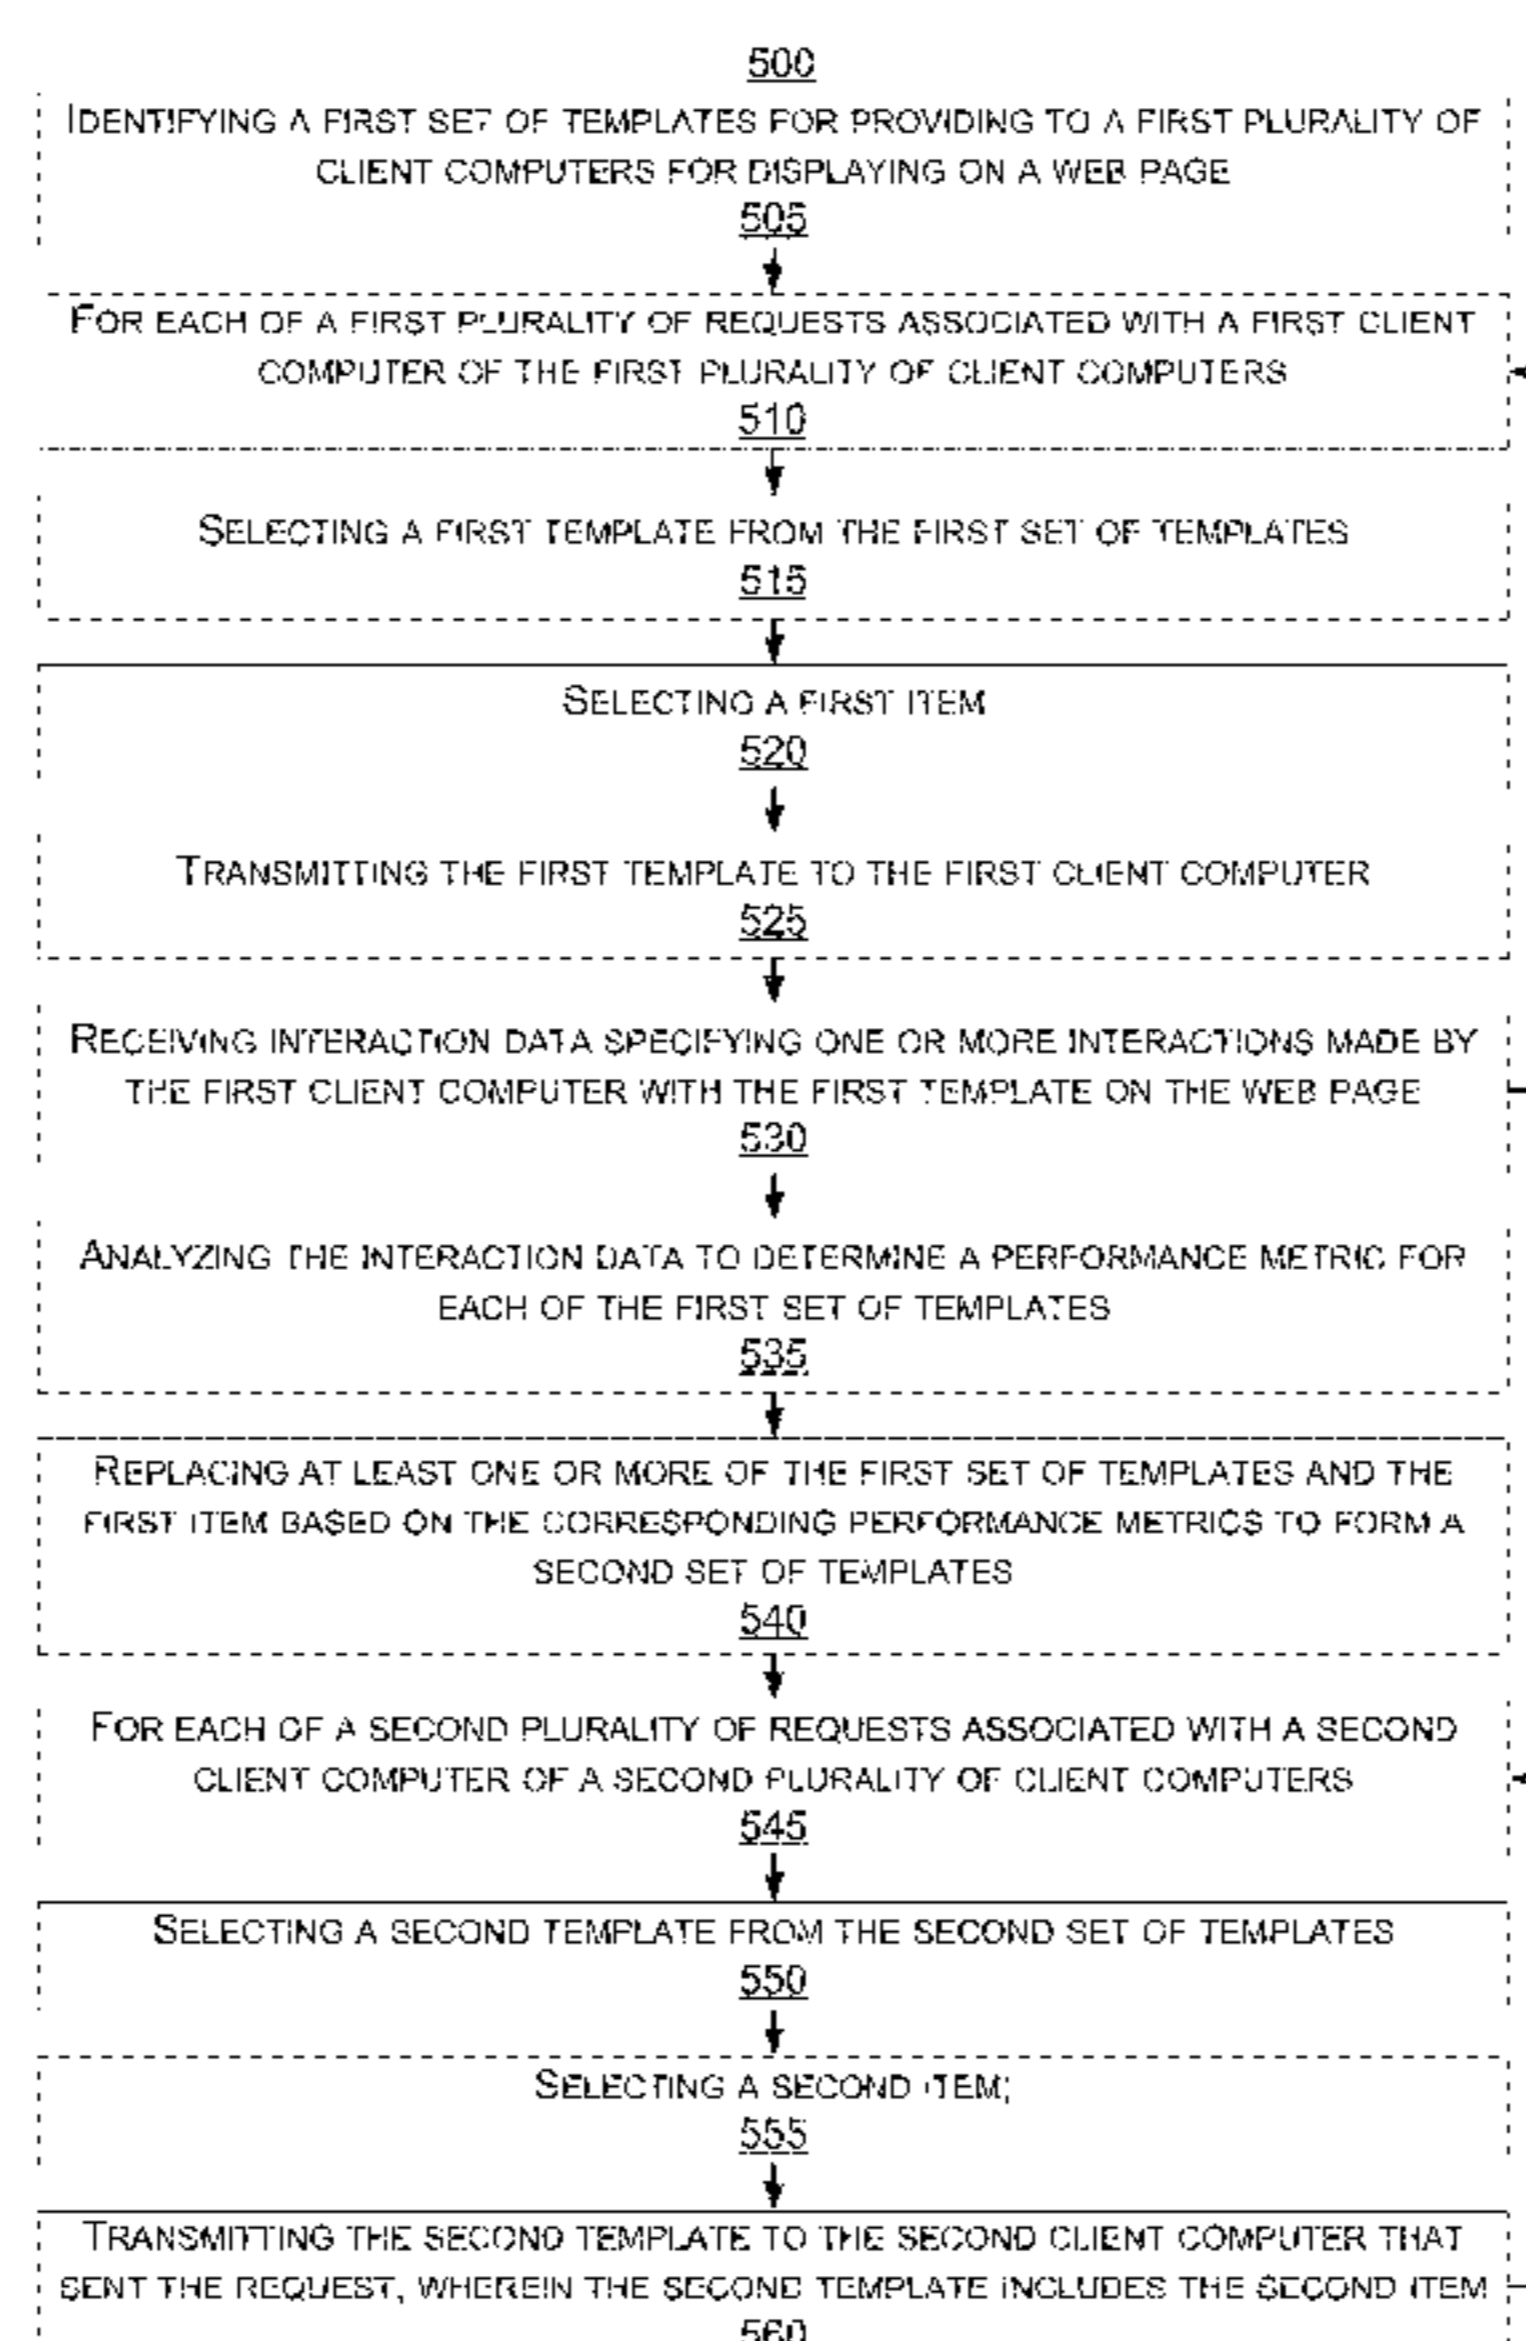 500
IDENTIFYING A FIRST SET OF TEMPLATES FOR PROVIDING TO A FIRST PLURALITY OF
CLIENT COMPUTERS FOR DISPLAYING ON A WEB PAGE
505
FOR EACH OF A FIRST PLURALITY OF REQUESTS ASSOCIATED WITH A FIRST CLIENT
COMPUTER OF THE FIRST PLURALITY OF CLIENT COMPUTERS
510
SELECTING A FIRST TEMPLATE FROM THE FIRST SET OF TEMPLATES
515
SELECTING A FIRST ITEM
520
TRANSMITTING THE FIRST TEMPLATE TO THE FIRST CLIENT COMPUTER
525
RECEIVING INTERACTION DATA SPECIFYING ONE OR MORE INTERACTIONS MADE BY
THE FIRST CLIENT COMPUTER WITH THE FIRST TEMPLATE ON THE WEB PAGE
530
ANALYZING THE INTERACTION DATA TO DETERMINE A PERFORMANCE METRIC FOR
EACH OF THE FIRST SET OF TEMPLATES
535
REPLACING AT LEAST ONE OR MORE OF THE FIRST SET OF TEMPLATES AND THE
FIRST ITEM BASED ON THE CORRESPONDING PERFORMANCE METRICS TO FORM A
SECOND SET OF TEMPLATES
540
FOR EACH OF A SECOND PLURALITY OF REQUESTS ASSOCIATED WITH A SECOND
CLIENT COMPUTER OF A SECOND PLURALITY OF CLIENT COMPUTERS
545
SELECTING A SECOND TEMPLATE FROM THE SECOND SET OF TEMPLATES
550
SELECTING A SECOND ITEM;
555
TRANSMITTING THE SECOND TEMPLATE TO THE SECOND CLIENT COMPUTER THAT
SENT THE REQUEST, WHEREIN THE SECOND TEMPLATE INCLUDES THE SECOND ITEM
560